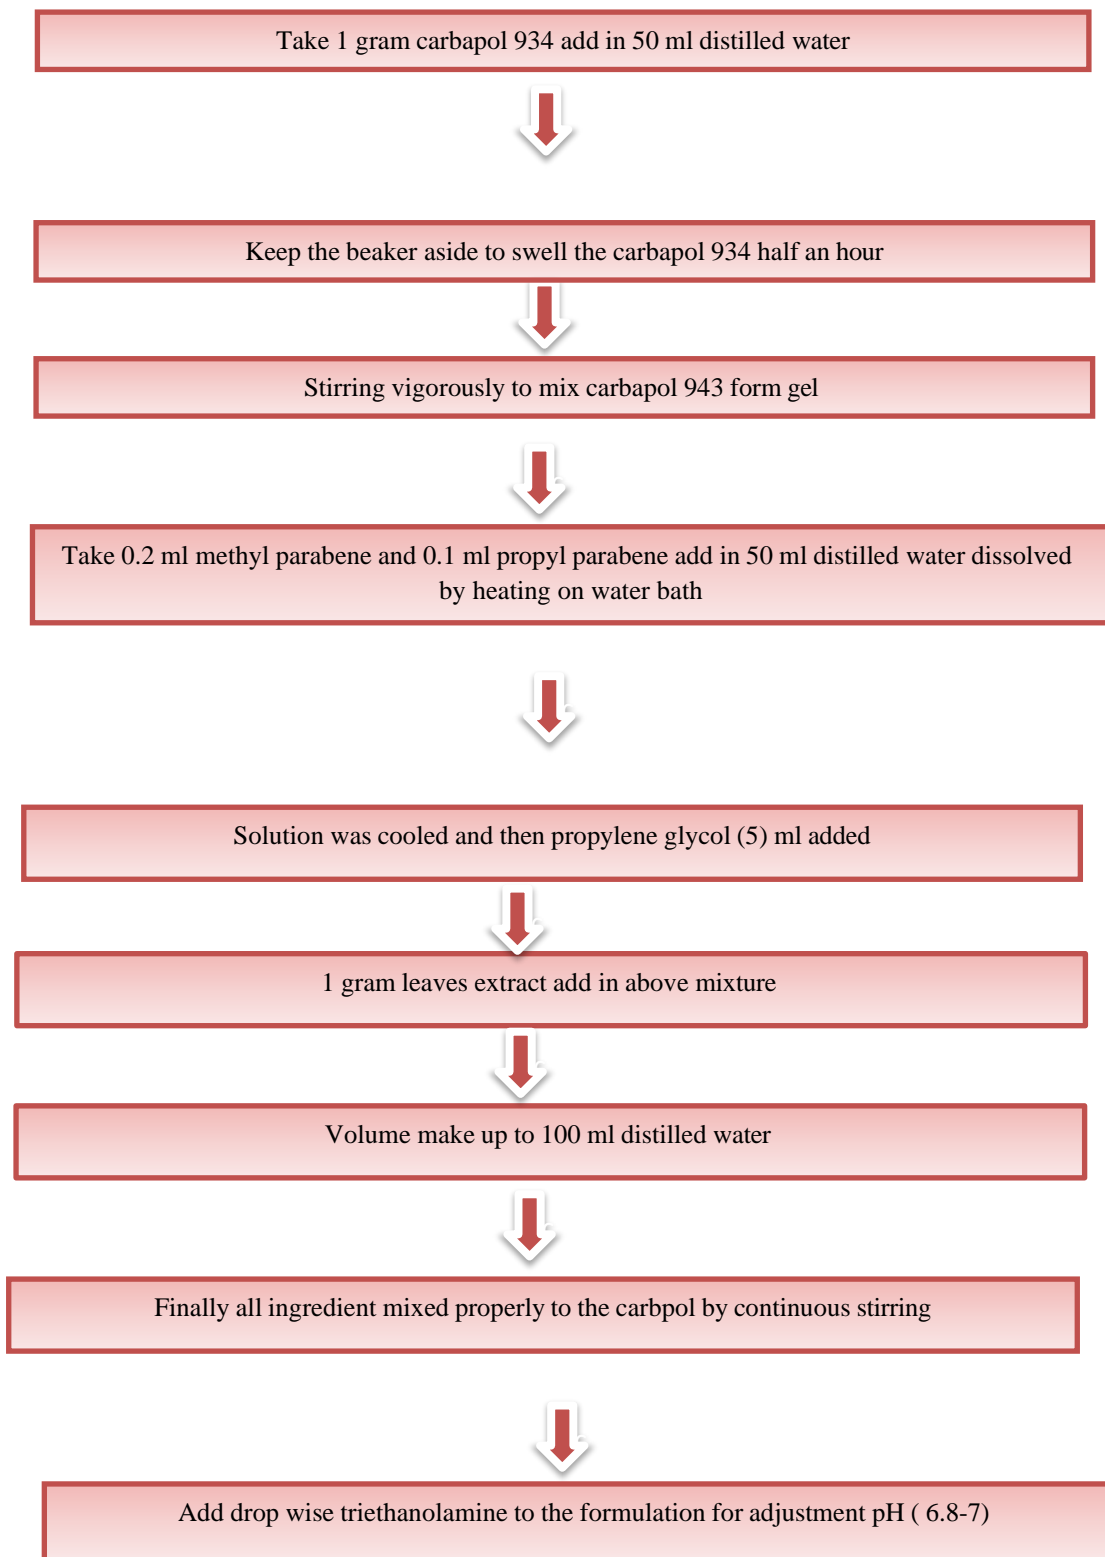 Take 1 gram carbapol 934 add in 50 ml distilled water
Keep the beaker aside to swell the carbapol 934 half an hour
Stirring vigorously to mix carbapol 943 form gel
Take 0.2 ml methyl parabene and 0.1 ml propyl parabene add in 50 ml distilled water dissolved
by heating on water bath
Solution was cooled and then propylene glycol (5) ml added
1 gram leaves extract add in above mixture
Volume make up to 100 ml distilled water
Finally all ingredient mixed properly to the carbpol by continuous stirring
Add drop wise triethanolamine to the formulation for adjustment pH ( 6.8-7)